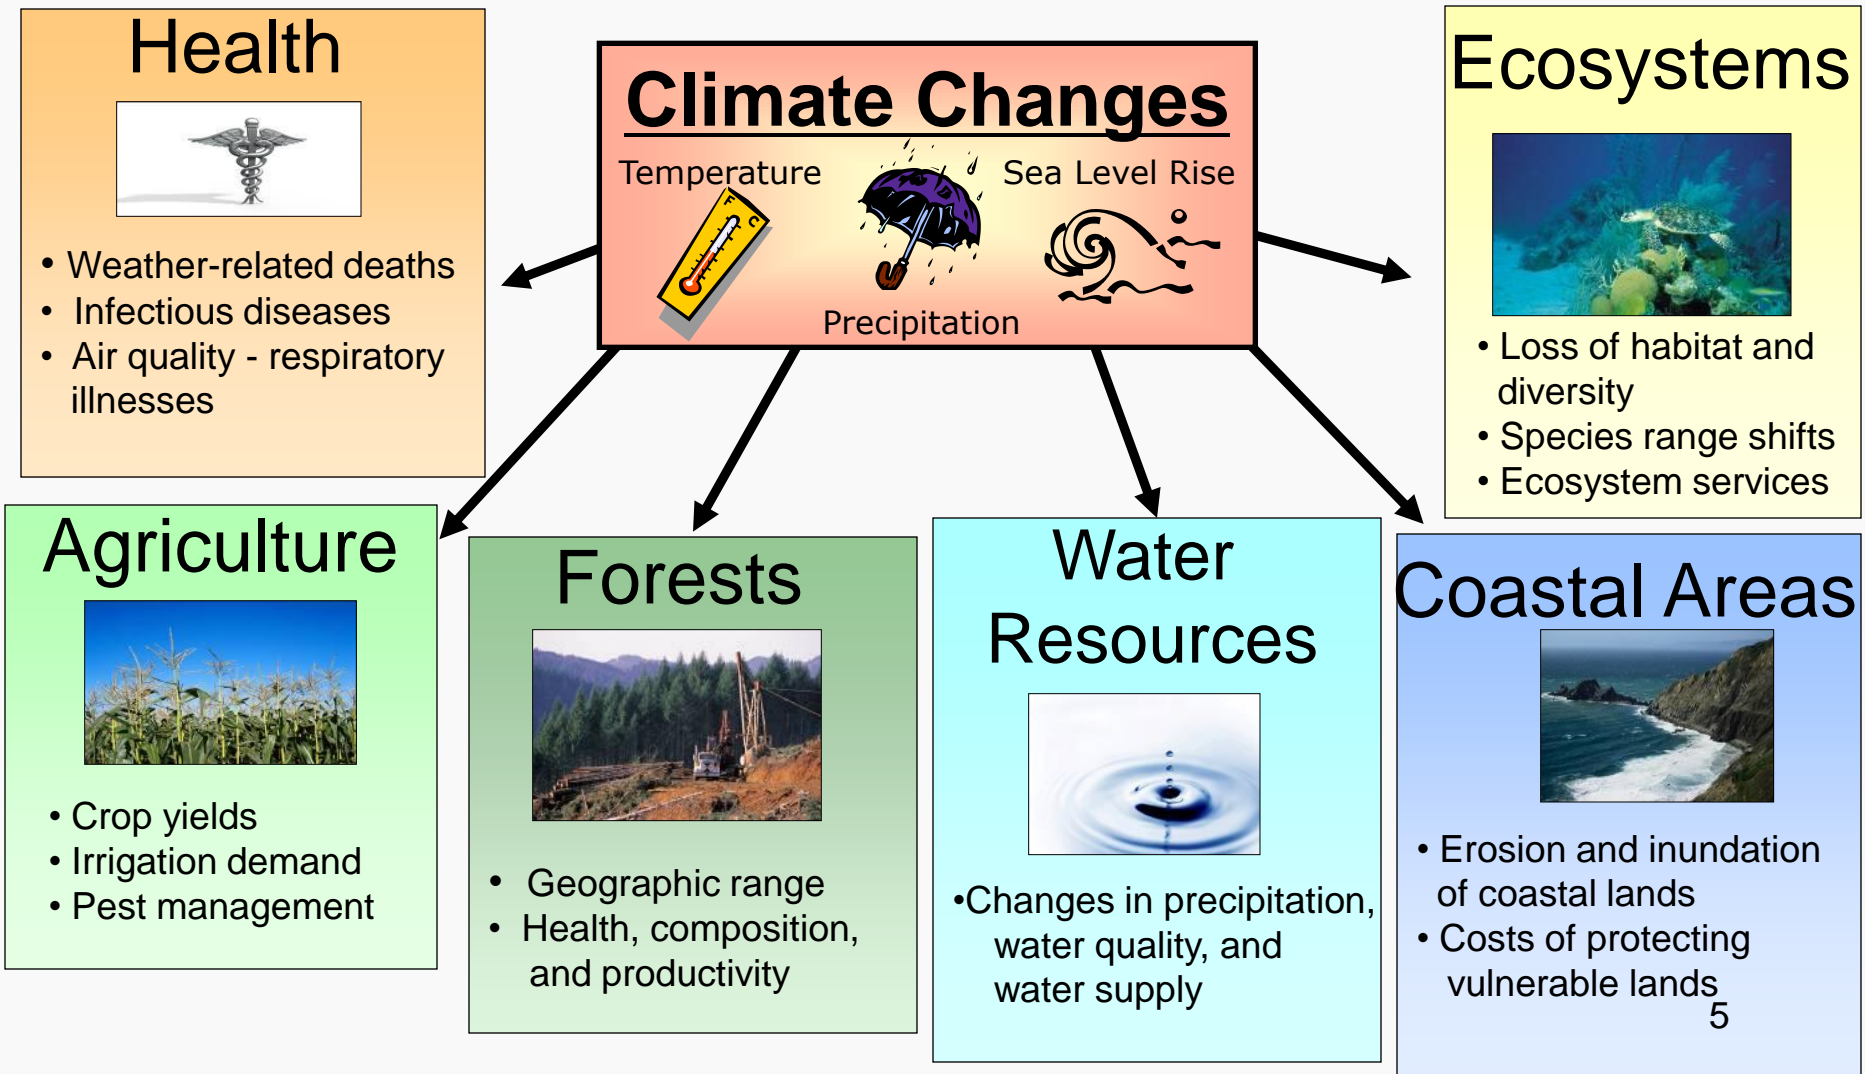 Health
• Weather-related deaths
• Infectious diseases
• Air quality - respiratory
illnesses
Climate Changes
Temperature
Sea Level Rise
Precipitation
F C
Ecosystems
• Loss of habitat and
diversity
• Species range shifts
• Ecosystem services
Agriculture
• Crop yields
• Irrigation demand
• Pest management
Forests
• Geographic range
• Health, composition,
and productivity
Water
Resources
•Changes in precipitation,
water quality, and
water supply
Coastal Areas
• Erosion and inundation
of coastal lands
• Costs of protecting
vulnerable lands
5